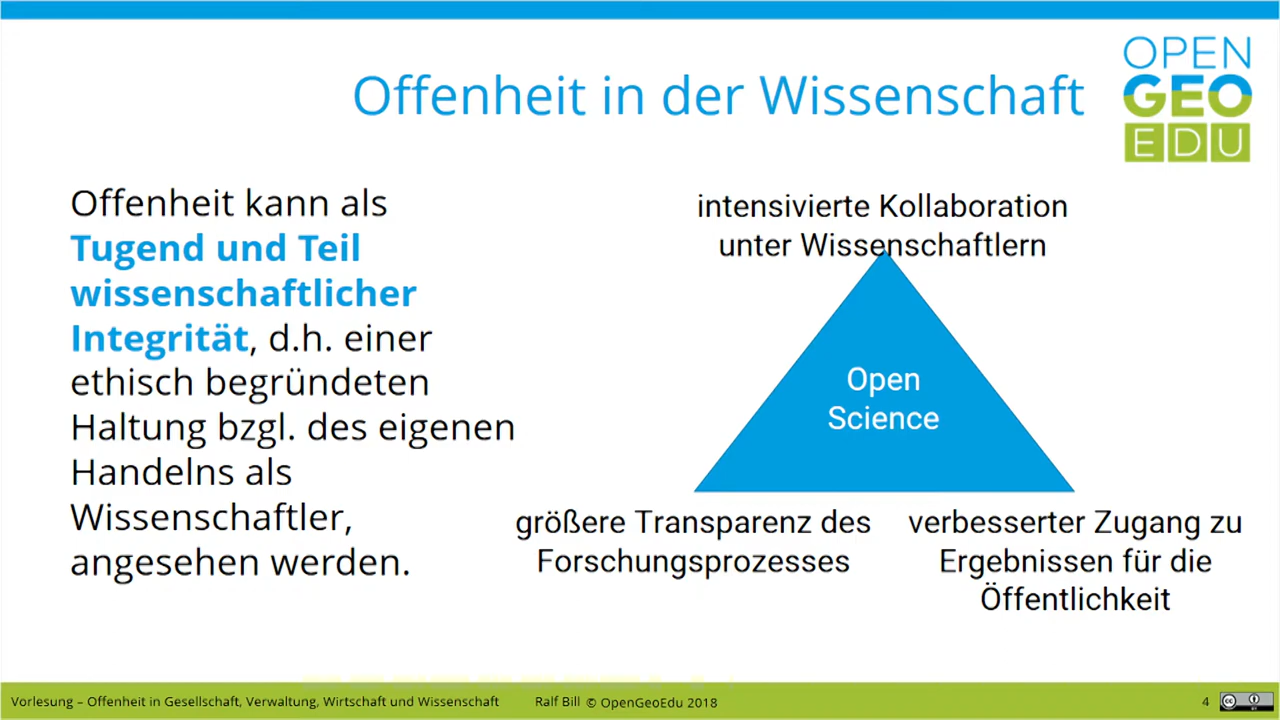 OPEN
GEO
EDU
Offenheit in der Wissenschaft
Offenheit kann als
Tugend und Teil
wissenschaftlicher
Integrität, d.h. einer
ethisch begründeten
Haltung bzgl. des eigenen
Handelns als
Wissenschaftler,
angesehen werden.
intensivierte Kollaboration
unter Wissenschaftlern
Open
Science
größere Transparenz des
Forschungsprozesses
verbesserter Zugang zu
Ergebnissen für die
Öffentlichkeit
Vorlesung – Offenheit in Gesellschaft, Verwaltung, Wirtschaft und Wissenschaft Ralf Bill © OpenGeoEdu 2018 4